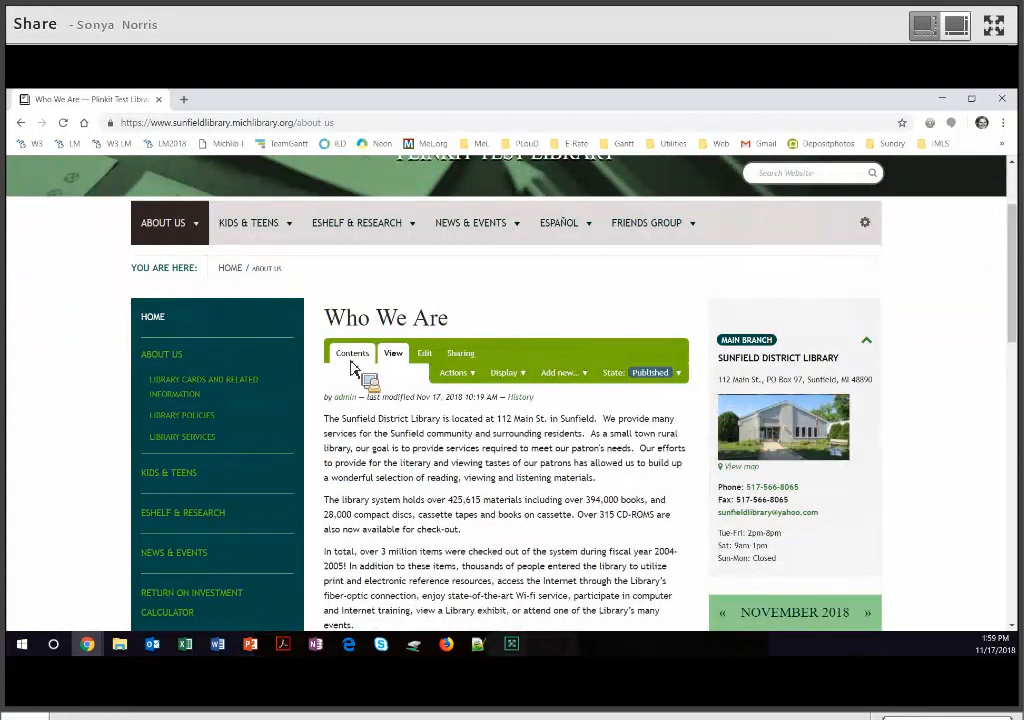 Share - Sonya Norris
Who We Are — Plinkit Test Libra
https://www.sunfieldlibrary.michlibrary.org/about-us
W3 LM W3 LM LM2018 Michlib-l TeamGantt ILD Neon MeLorg MeL PLouD E-Rate Gantt Utilities Web Gmail Depositphotos Sundry IMLS »
PLINKIT TEST LIBRARY
Search Website
ABOUT US KIDS & TEENS ESHELF & RESEARCH NEWS & EVENTS ESPAÑOL FRIENDS GROUP
YOU ARE HERE: HOME / ABOUT US
HOME
ABOUT US
LIBRARY CARDS AND RELATED
INFORMATION
LIBRARY POLICIES
LIBRARY SERVICES
KIDS & TEENS
ESHELF & RESEARCH
NEWS & EVENTS
RETURN ON INVESTMENT
CALCULATOR
Who We Are
Contents View Edit Sharing
Actions Display Add new... State: Published
by admin — last modified Nov 17, 2018 10:19 AM — History
The Sunfield District Library is located at 112 Main St. in Sunfield. We provide many
services for the Sunfield community and surrounding residents. As a small town rural
library, our goal is to provide services required to meet our patron's needs. Our efforts
to provide for the literary and viewing tastes of our patrons has allowed us to build up
a wonderful selection of reading, viewing and listening materials.
The library system holds over 425,615 materials including over 394,000 books, and
28,000 compact discs, cassette tapes and books on cassette. Over 315 CD-ROMS are
also now available for check-out.
In total, over 3 million items were checked out of the system during fiscal year 2004-
2005! In addition to these items, thousands of people entered the library to utilize
print and electronic reference resources, access the Internet through the Library's
fiber-optic connection, enjoy state-of-the-art Wi-fi service, participate in computer
and Internet training, view a Library exhibit, or attend one of the Library's many
events.
MAIN BRANCH
SUNFIELD DISTRICT LIBRARY
112 Main St., PO Box 97, Sunfield, MI 48890
View map
Phone: 517-566-8065
Fax: 517-566-8065
sunfieldlibrary@yahoo.com
Tue-Fri: 2pm-8pm
Sat: 9am-1pm
Sun-Mon: Closed
« NOVEMBER 2018 »
1:59 PM
11/17/2018